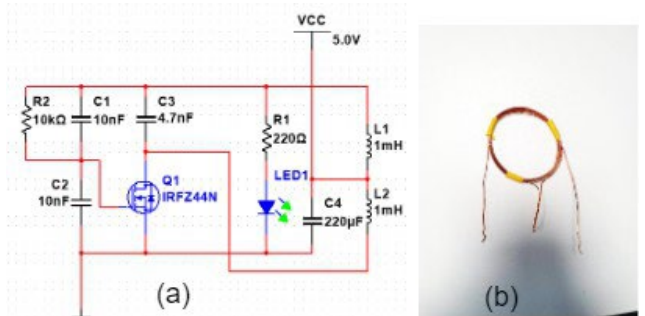 VCC
5.0V
R2
10kΩ
C1
10nF
C3
4.7nF
R1
220Ω
L1
1mH
C2
10nF
Q1
IRFZ44N
LED1
C4
220µF
L2
1mH
(a)
(b)